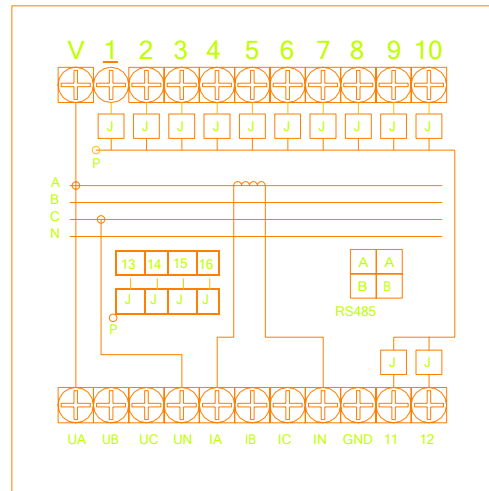 V 1 2 3 4 5 6 7 8 9 10
J J J J J J J J J J
P
A
B
C
N
13 14 15 16
A A
J J J J
B B
RS485
P
J J
UA UB UC UN IA IB IC IN GND 11 12